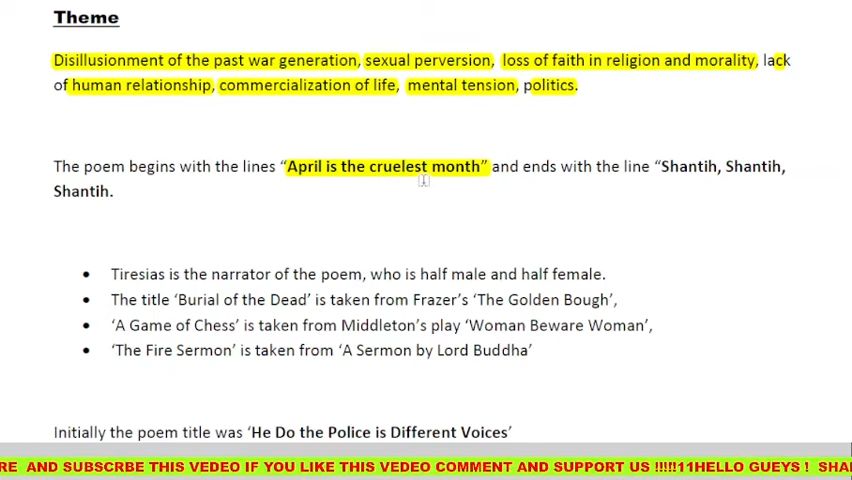 Theme
Disillusionment of the past war generation, sexual perversion, loss of faith in religion and morality, lack
of human relationship, commercialization of life, mental tension, politics.
The poem begins with the lines “April is the cruelest month” and ends with the line “Shantih, Shantih,
Shantih.
• Tiresias is the narrator of the poem, who is half male and half female.
• The title ‘Burial of the Dead’ is taken from Frazer’s ‘The Golden Bough’,
• ‘A Game of Chess’ is taken from Middleton’s play ‘Woman Beware Woman’,
• ‘The Fire Sermon’ is taken from ‘A Sermon by Lord Buddha’
Initially the poem title was ‘He Do the Police is Different Voices’
RE AND SUBSCRBE THIS VEDEO IF YOU LIKE THIS VEDEO COMMENT AND SUPPORT US !!!!!11HELLO GUEYS ! SHA